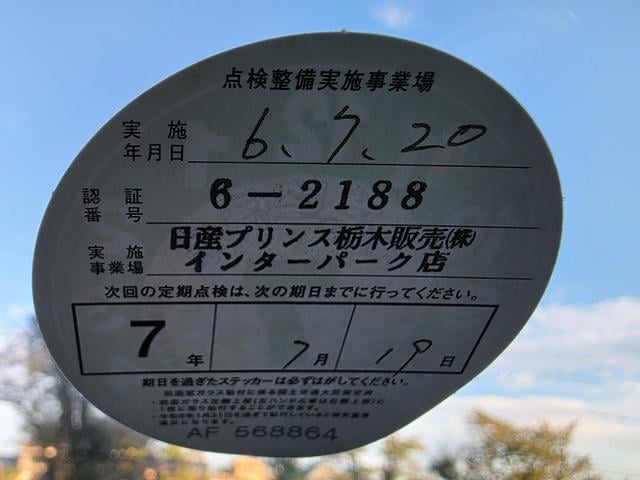 点検整備実施事業場
実施年月日 6、7、20
認証番号 6-2188
実施事業場 日産プリンス栃木販売(株)
インターパーク店
次回の定期点検は、次の期日までに行ってください。
7年 7月 19日
期日を過ぎたステッカーは必ずはがしてください。
AF 568864